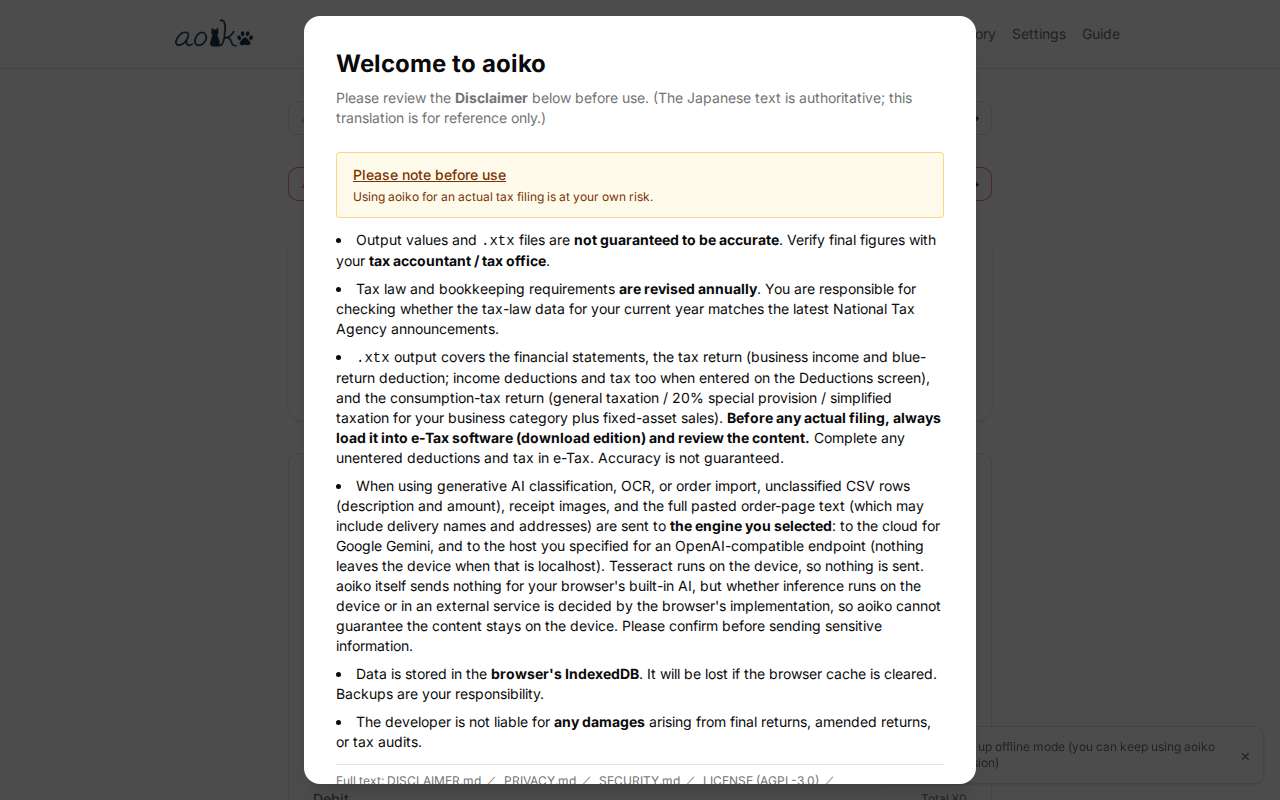 aoiko
ory Settings Guide
Welcome to aoiko
Please review the Disclaimer below before use. (The Japanese text is authoritative; this
translation is for reference only.)
Please note before use
Using aoiko for an actual tax filing is at your own risk.
• Output values and .xtx files are not guaranteed to be accurate. Verify final figures with
your tax accountant / tax office.
• Tax law and bookkeeping requirements are revised annually. You are responsible for
checking whether the tax-law data for your current year matches the latest National Tax
Agency announcements.
• .xtx output covers the financial statements, the tax return (business income and blue-
return deduction; income deductions and tax too when entered on the Deductions screen),
and the consumption-tax return (general taxation / 20% special provision / simplified
taxation for your business category plus fixed-asset sales). Before any actual filing, always
load it into e-Tax software (download edition) and review the content. Complete any
unentered deductions and tax in e-Tax. Accuracy is not guaranteed.
• When using generative AI classification, OCR, or order import, unclassified CSV rows
(description and amount), receipt images, and the full pasted order-page text (which may
include delivery names and addresses) are sent to the engine you selected: to the cloud for
Google Gemini, and to the host you specified for an OpenAI-compatible endpoint (nothing
leaves the device when that is localhost). Tesseract runs on the device, so nothing is sent.
aoiko itself sends nothing for your browser's built-in AI, but whether inference runs on the
device or in an external service is decided by the browser's implementation, so aoiko cannot
guarantee the content stays on the device. Please confirm before sending sensitive
information.
• Data is stored in the browser's IndexedDB. It will be lost if the browser cache is cleared.
Backups are your responsibility.
• The developer is not liable for any damages arising from final returns, amended returns,
or tax audits.
Full text: DISCLAIMER.md / PRIVACY.md / SECURITY.md / LICENSE (AGPL-3.0) /
up offline mode (you can keep using aoiko
sion)
Debit
Total ¥0